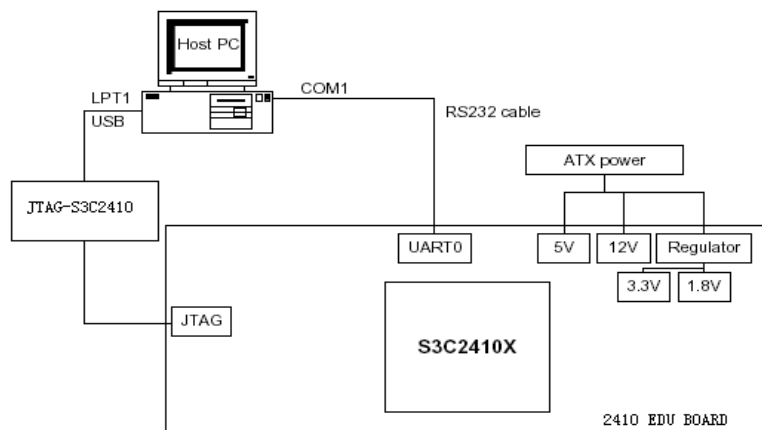 Host PC
LPT1
USB
COM1
RS232 cable
ATX power
JTAG-S3C2410
UART0
5V
12V
Regulator
3.3V
1.8V
JTAG
S3C2410X
2410 EDU BOARD